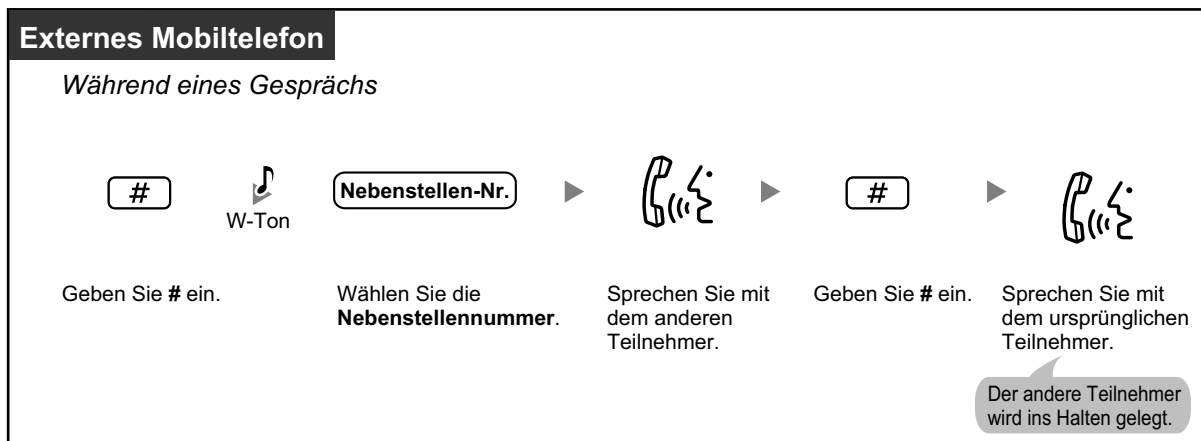 Externes Mobiltelefon
Während eines Gesprächs
#
W-Ton
Nebenstellen-Nr.
#
Geben Sie # ein.
Wählen Sie die
Nebenstellennummer.
Sprechen Sie mit
dem anderen
Teilnehmer.
Geben Sie # ein.
Sprechen Sie mit
dem ursprünglichen
Teilnehmer.
Der andere Teilnehmer
wird ins Halten gelegt.